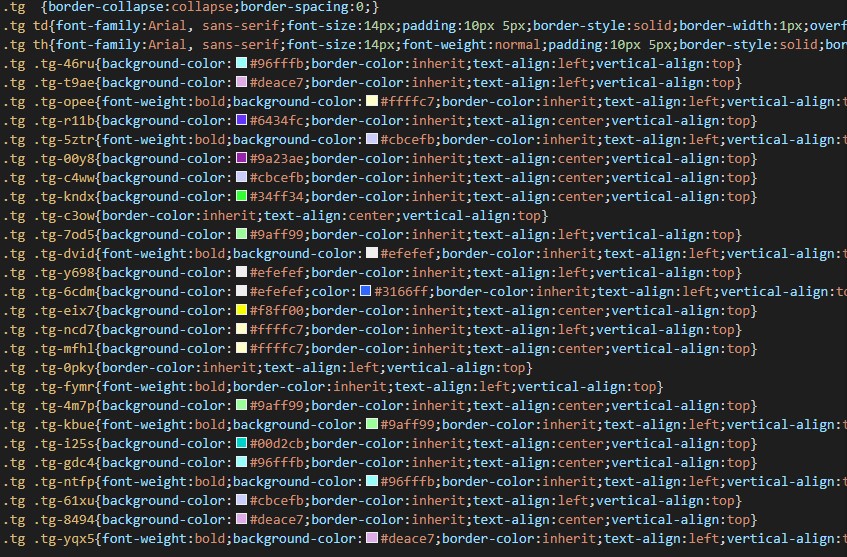 .tg  {border-collapse:collapse;border-spacing:0;}
.tg td{font-family:Arial, sans-serif;font-size:14px;padding:10px 5px;border-style:solid;border-width:1px;overf
.tg th{font-family:Arial, sans-serif;font-size:14px;font-weight:normal;padding:10px 5px;border-style:solid;bor
.tg .tg-46ru{background-color:#96fffb;border-color:inherit;text-align:left;vertical-align:top}
.tg .tg-t9ae{background-color:#deace7;border-color:inherit;text-align:left;vertical-align:top}
.tg .tg-opee{font-weight:bold;background-color:#ffffc7;border-color:inherit;text-align:left;vertical-align:t
.tg .tg-r11b{background-color:#6434fc;border-color:inherit;text-align:center;vertical-align:top}
.tg .tg-5ztr{font-weight:bold;background-color:#cbcefb;border-color:inherit;text-align:left;vertical-align:t
.tg .tg-00y8{background-color:#9a23ae;border-color:inherit;text-align:center;vertical-align:top}
.tg .tg-c4ww{background-color:#cbcefb;border-color:inherit;text-align:center;vertical-align:top}
.tg .tg-kndx{background-color:#34ff34;border-color:inherit;text-align:center;vertical-align:top}
.tg .tg-c3ow{border-color:inherit;text-align:center;vertical-align:top}
.tg .tg-7od5{background-color:#9aff99;border-color:inherit;text-align:left;vertical-align:top}
.tg .tg-dvid{font-weight:bold;background-color:#efefef;border-color:inherit;text-align:left;vertical-align:t
.tg .tg-y698{background-color:#efefef;border-color:inherit;text-align:left;vertical-align:top}
.tg .tg-6cdm{background-color:#efefef;color:#3166ff;border-color:inherit;text-align:left;vertical-align:to
.tg .tg-eix7{background-color:#f8ff00;border-color:inherit;text-align:center;vertical-align:top}
.tg .tg-ncd7{background-color:#ffffc7;border-color:inherit;text-align:left;vertical-align:top}
.tg .tg-mfhl{background-color:#ffffc7;border-color:inherit;text-align:center;vertical-align:top}
.tg .tg-0pky{border-color:inherit;text-align:left;vertical-align:top}
.tg .tg-fymr{font-weight:bold;border-color:inherit;text-align:left;vertical-align:top}
.tg .tg-4m7p{background-color:#9aff99;border-color:inherit;text-align:center;vertical-align:top}
.tg .tg-kbue{font-weight:bold;background-color:#9aff99;border-color:inherit;text-align:left;vertical-align:t
.tg .tg-i25s{background-color:#00d2cb;border-color:inherit;text-align:center;vertical-align:top}
.tg .tg-gdc4{background-color:#96fffb;border-color:inherit;text-align:center;vertical-align:top}
.tg .tg-ntfp{font-weight:bold;background-color:#96fffb;border-color:inherit;text-align:left;vertical-align:t
.tg .tg-61xu{background-color:#cbcefb;border-color:inherit;text-align:left;vertical-align:top}
.tg .tg-8494{background-color:#deace7;border-color:inherit;text-align:center;vertical-align:top}
.tg .tg-yqx5{font-weight:bold;background-color:#deace7;border-color:inherit;text-align:left;vertical-align:t